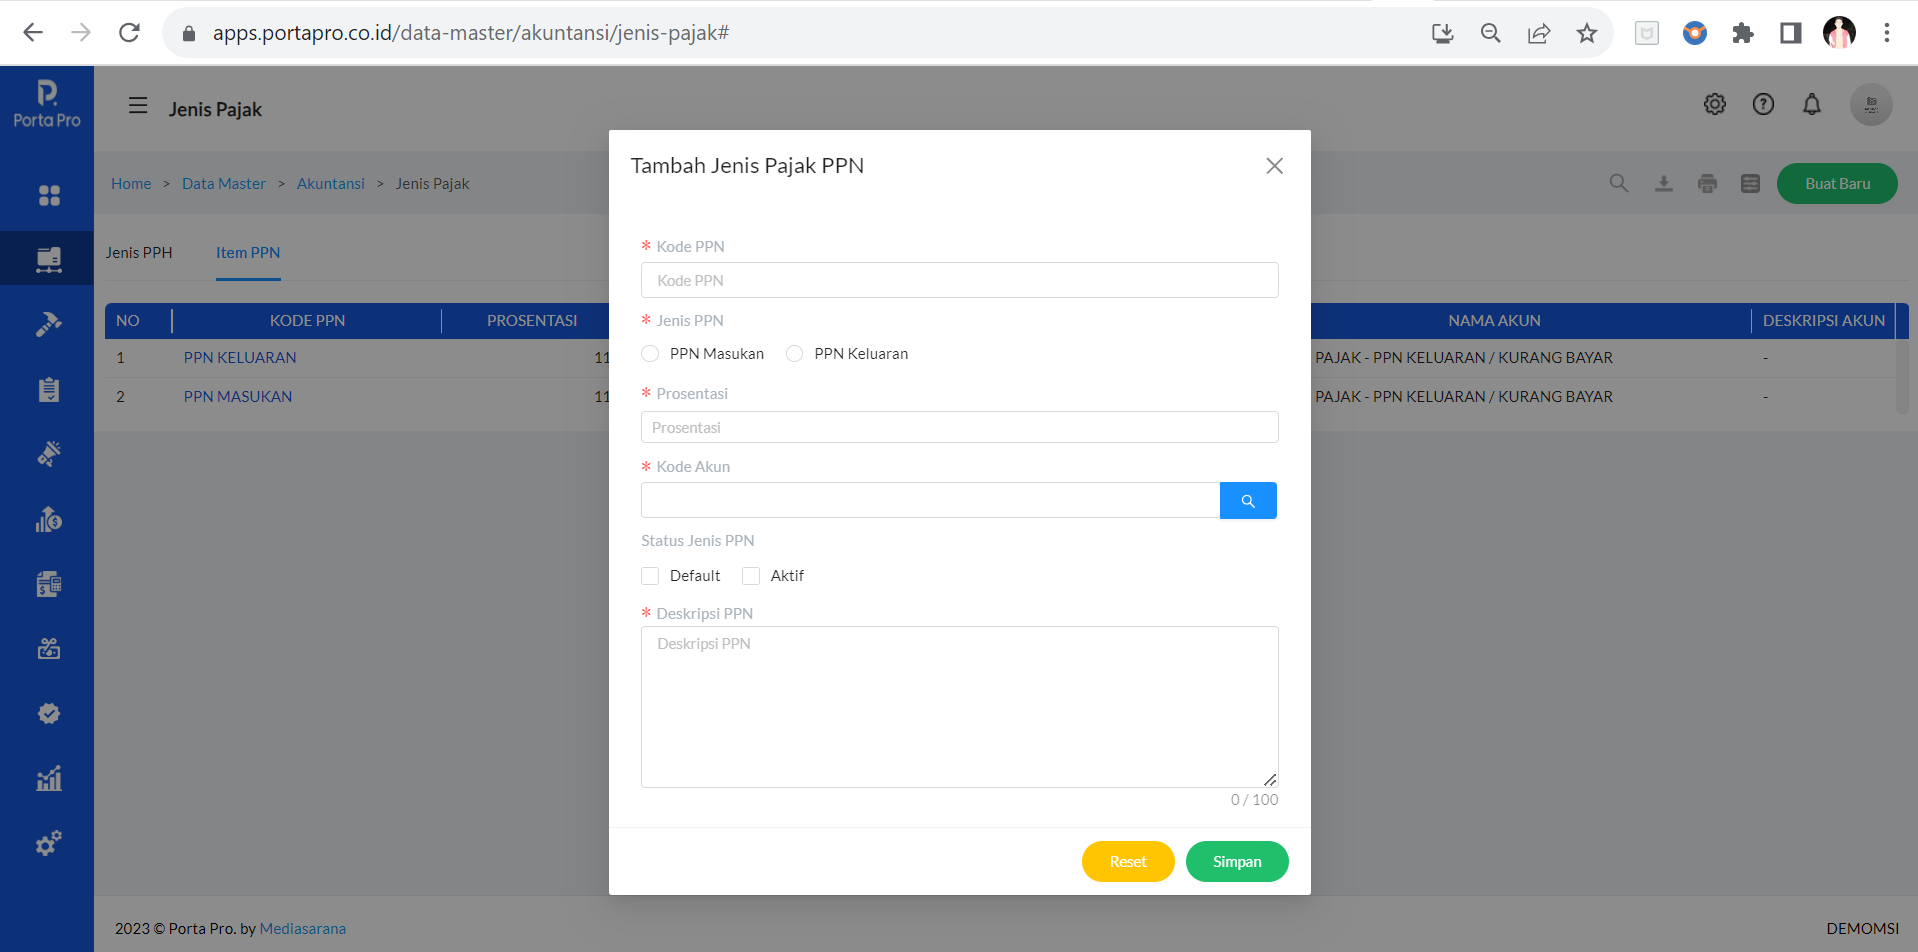 apps.portapro.co.id/data-master/akuntansi/jenis-pajak#
Porta Pro
Jenis Pajak
Home > Data Master > Akuntansi > Jenis Pajak
Buat Baru
Jenis PPH
Item PPN
NO KODE PPN PROSENTASI NAMA AKUN DESKRIPSI AKUN
1 PPN KELUARAN 11 PAJAK - PPN KELUARAN / KURANG BAYAR -
2 PPN MASUKAN 11 PAJAK - PPN KELUARAN / KURANG BAYAR -
Tambah Jenis Pajak PPN
* Kode PPN
Kode PPN
* Jenis PPN
PPN Masukan PPN Keluaran
* Prosentasi
Prosentasi
* Kode Akun
Status Jenis PPN
Default Aktif
* Deskripsi PPN
Deskripsi PPN
0 / 100
Reset Simpan
2023 © Porta Pro. by Mediasarana
DEMOMSI